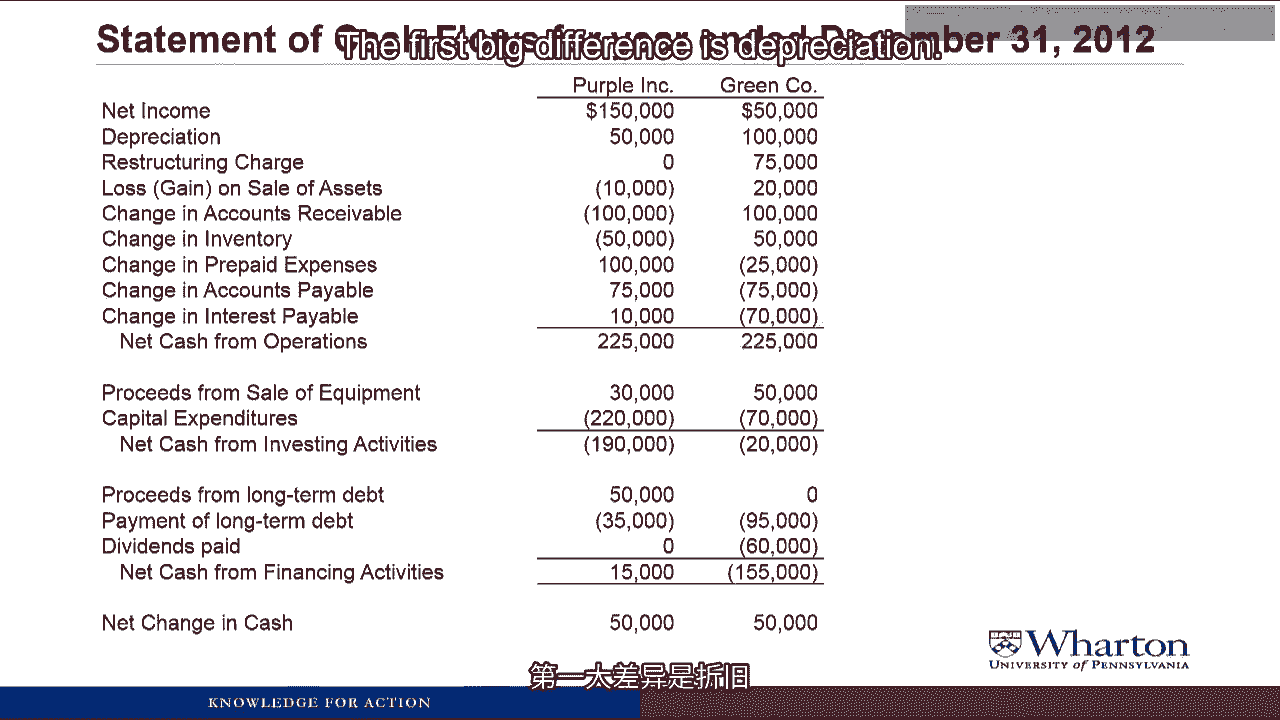 Statement of Cash Flows for year ended December 31, 2012
The first big difference is depreciation.
Purple Inc. Green Co.
Net Income $150,000 $50,000
Depreciation 50,000 100,000
Restructuring Charge 0 75,000
Loss (Gain) on Sale of Assets (10,000) 20,000
Change in Accounts Receivable (100,000) 100,000
Change in Inventory (50,000) 50,000
Change in Prepaid Expenses 100,000 (25,000)
Change in Accounts Payable 75,000 (75,000)
Change in Interest Payable 10,000 (70,000)
Net Cash from Operations 225,000 225,000
Proceeds from Sale of Equipment 30,000 50,000
Capital Expenditures (220,000) (70,000)
Net Cash from Investing Activities (190,000) (20,000)
Proceeds from long-term debt 50,000 0
Payment of long-term debt (35,000) (95,000)
Dividends paid 0 (60,000)
Net Cash from Financing Activities 15,000 (155,000)
Net Change in Cash 50,000 50,000
Wharton
UNIVERSITY of PENNSYLVANIA
第一大差异是折旧
KNOWLEDGE FOR ACTION